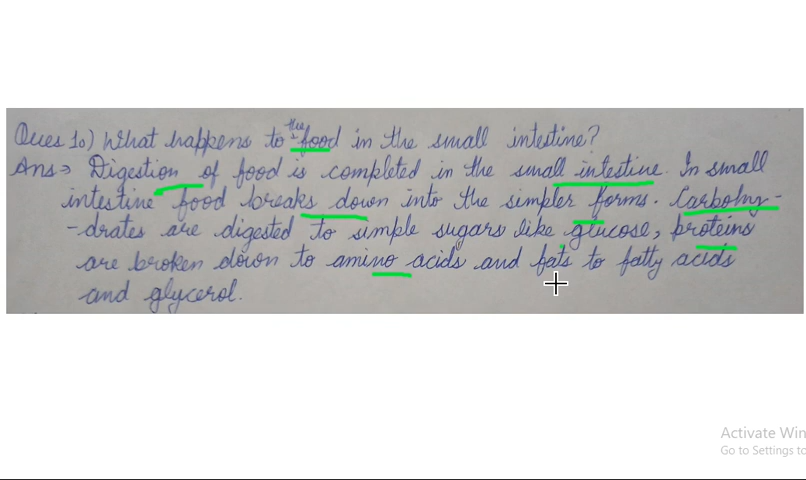 Ques 10) What happens to the food in the small intestine?
Ans → Digestion of food is completed in the small intestine. In small
intestine food breaks down into the simpler forms. Carbohy-
-drates are digested to simple sugars like glucose, proteins
are broken down to amino acids and fats to fatty acids
and glycerol.
Activate Win
Go to Settings to